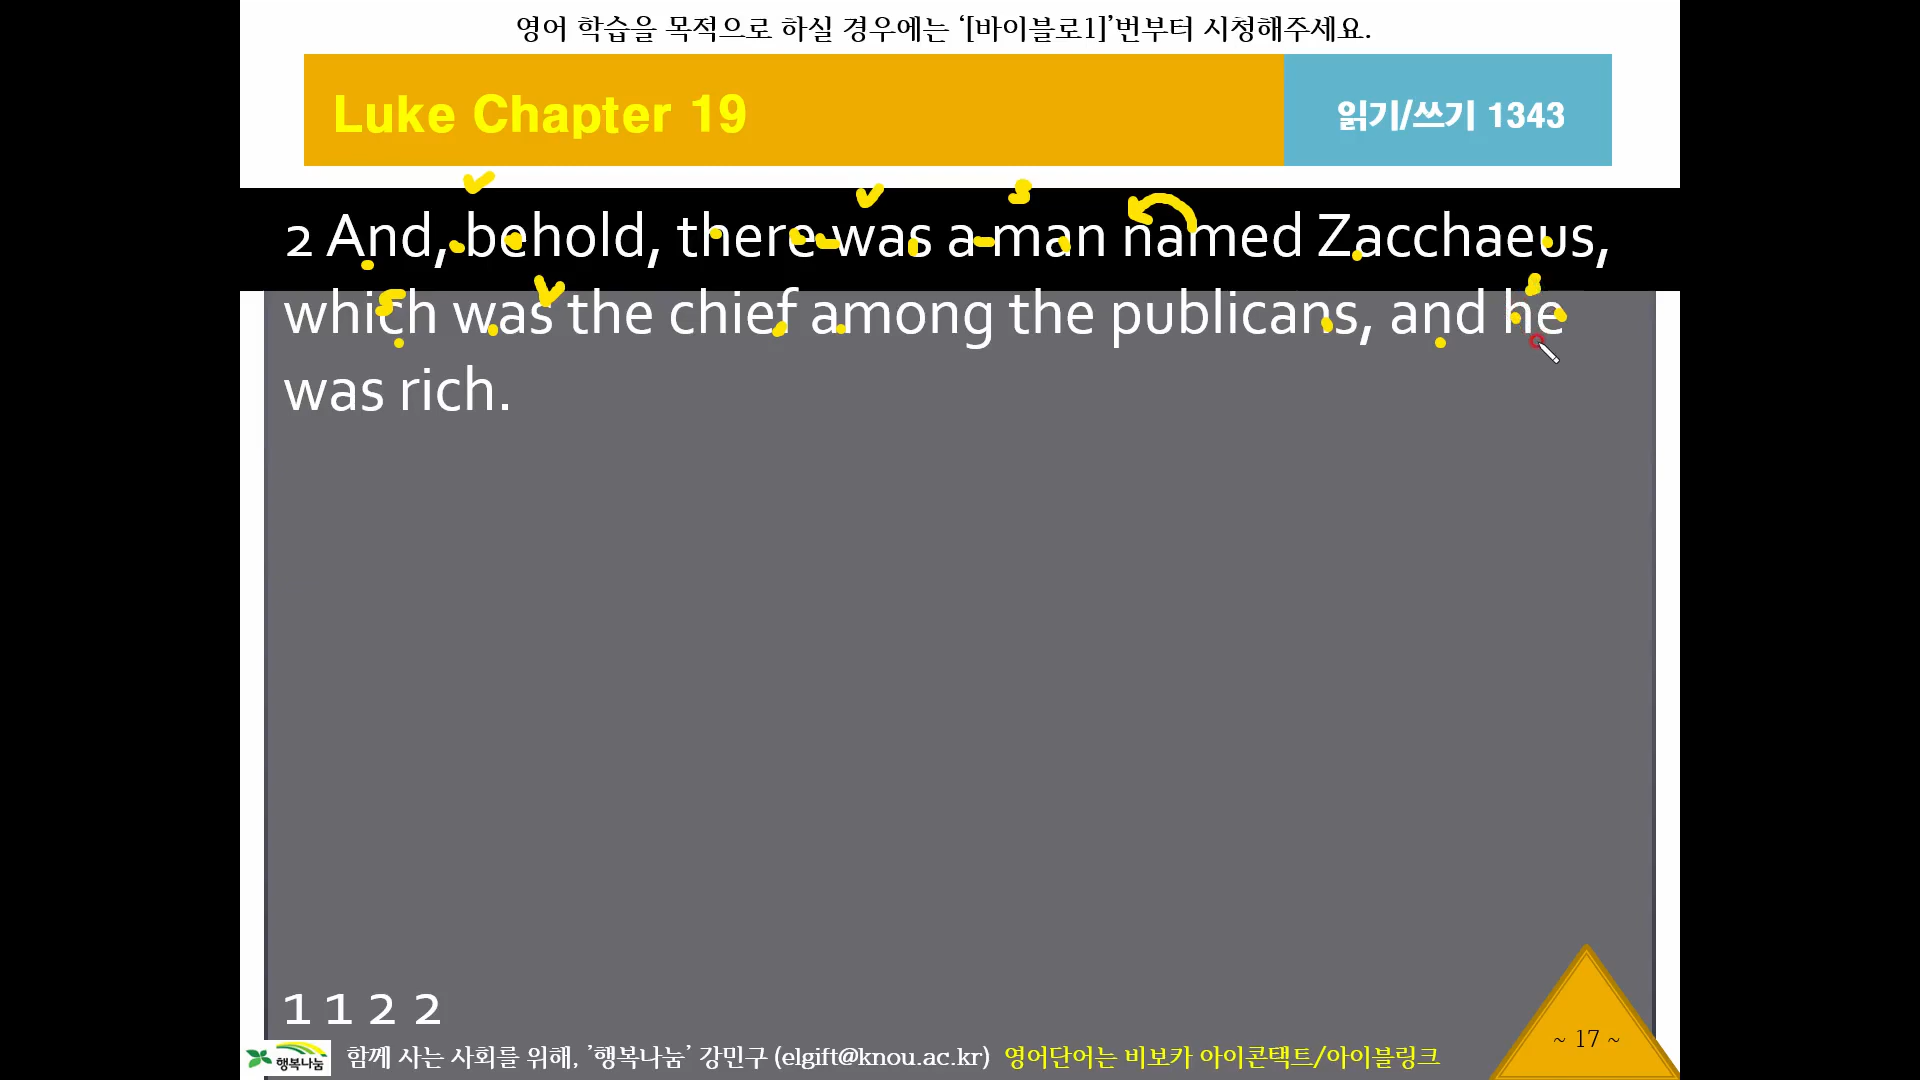 영어 학습을 목적으로 하실 경우에는 ‘[바이블로1]’번부터 시청해주세요.
Luke Chapter 19
읽기/쓰기 1343
2 And, behold, there was a man named Zacchaeus,
which was the chief among the publicans, and he
was rich.
1 1 2 2
~ 17 ~
행복나눔
함께 사는 사회를 위해, ’행복나눔’ 강민구 (elgift@knou.ac.kr) 영어단어는 비보카 아이콘택트/아이블링크